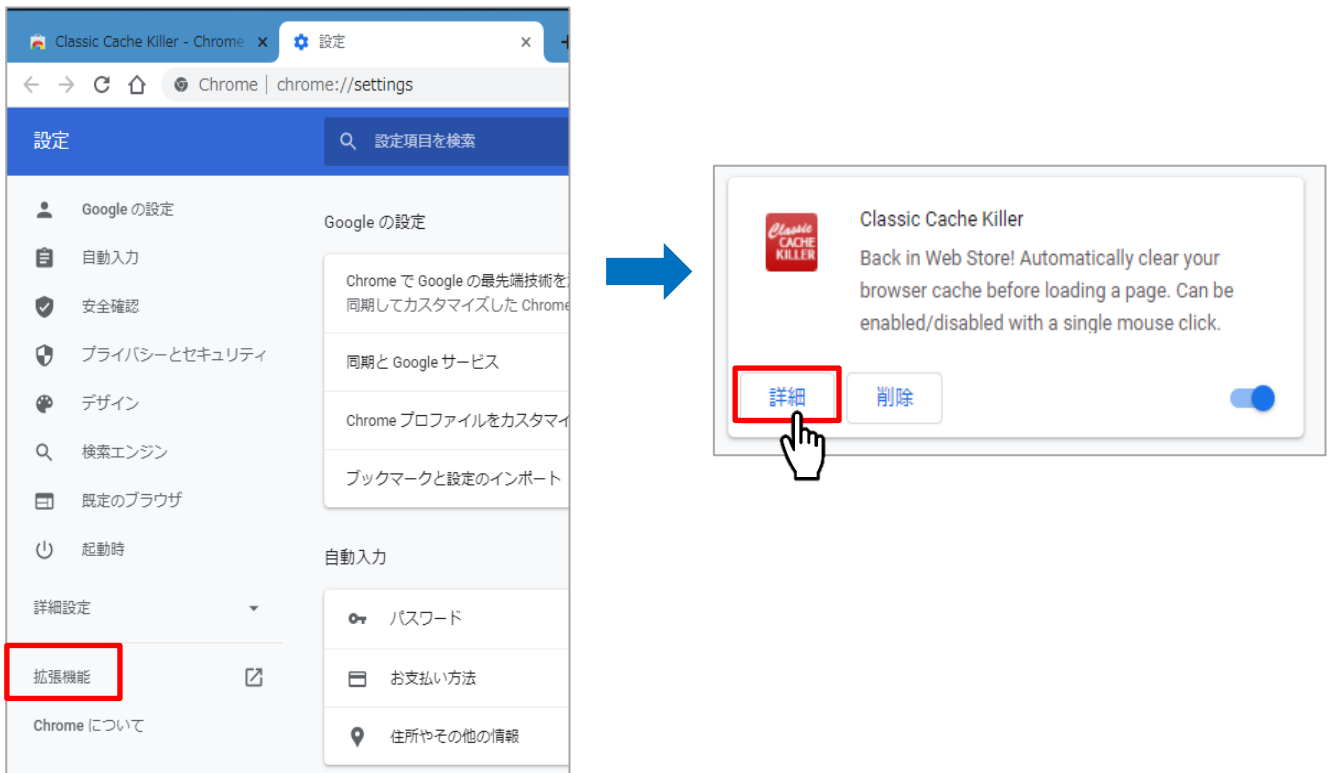 Classic Cache Killer - Chrome
設定
Chrome | chrome://settings
設定
設定項目を検索
Google の設定
自動入力
安全確認
プライバシーとセキュリティ
デザイン
検索エンジン
既定のブラウザ
起動時
詳細設定
拡張機能
Chrome について
Google の設定
Chrome で Google の最先端技術を
同期してカスタマイズした Chrome
同期と Google サービス
Chrome プロファイルをカスタマイ
ブックマークと設定のインポート
自動入力
パスワード
お支払い方法
住所やその他の情報
Classic CACHE KILLER
Classic Cache Killer
Back in Web Store! Automatically clear your
browser cache before loading a page. Can be
enabled/disabled with a single mouse click.
詳細
削除